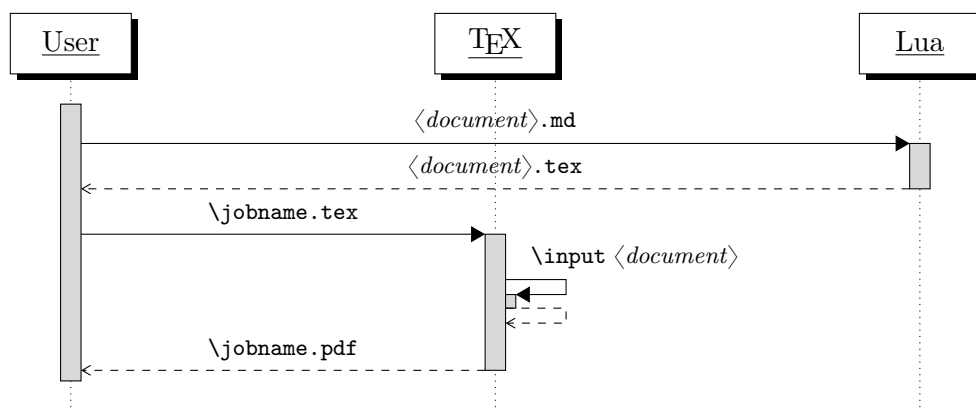 User TEX Lua
⟨document⟩.md
⟨document⟩.tex
\jobname.tex
\input ⟨document⟩
\jobname.pdf